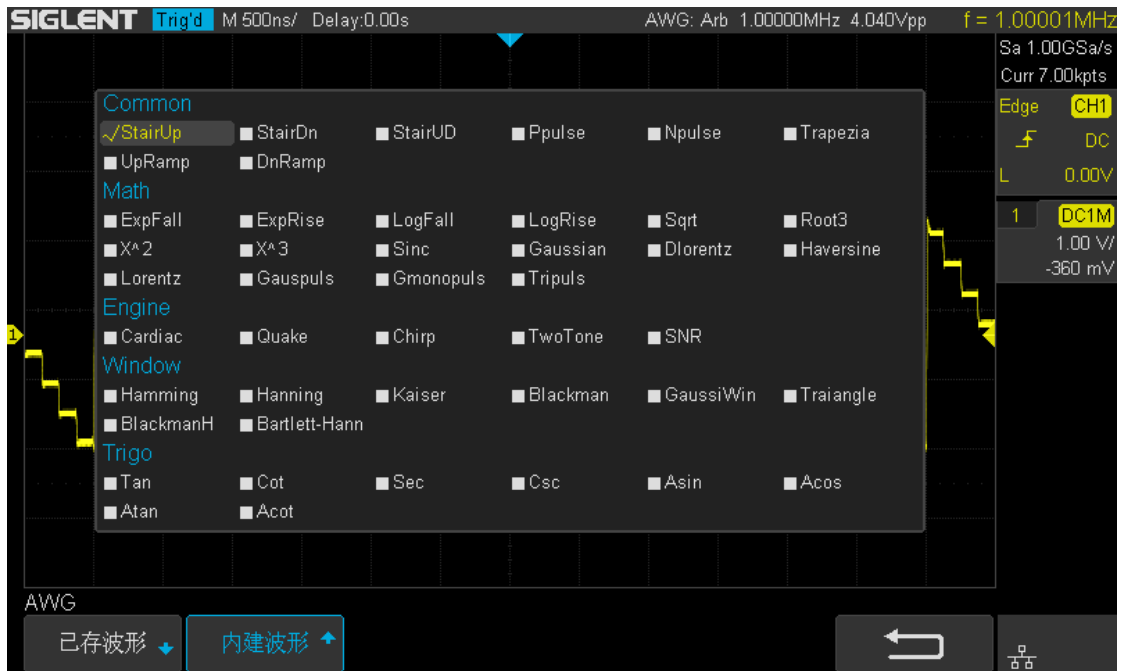 SIGLENT Trig'd M 500ns/ Delay:0.00s AWG: Arb 1.00000MHz 4.040Vpp f = 1.00001MHz
Sa 1.00GSa/s
Curr 7.00kpts
Edge CH1
DC
L 0.00V
1 DC1M
1.00 V/
-360 mV
Common
StairUp StairDn StairUD Ppulse Npulse Trapezia
UpRamp DnRamp
Math
ExpFall ExpRise LogFall LogRise Sqrt Root3
X^2 X^3 Sinc Gaussian Dlorentz Haversine
Lorentz Gauspuls Gmonopuls Tripuls
Engine
Cardiac Quake Chirp TwoTone SNR
Window
Hamming Hanning Kaiser Blackman GaussiWin Traiangle
BlackmanH Bartlett-Hann
Trigo
Tan Cot Sec Csc Asin Acos
Atan Acot
1
AWG
已存波形 内建波形